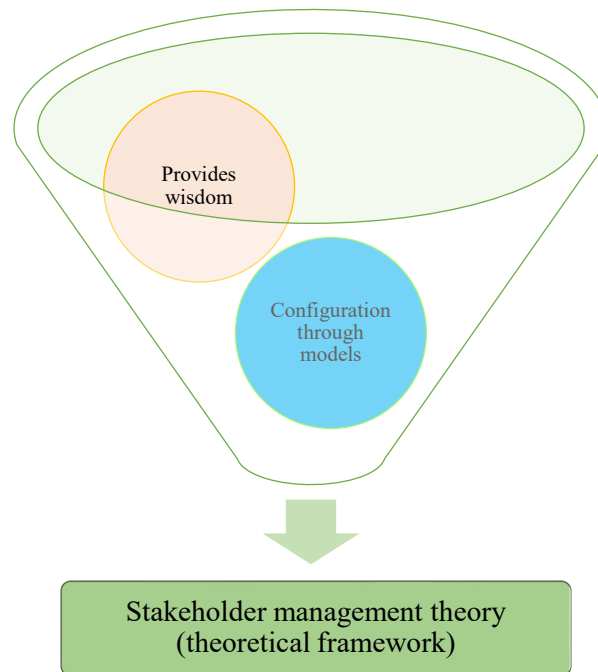 Provides
wisdom
Configuration
through
models
Stakeholder management theory
(theoretical framework)